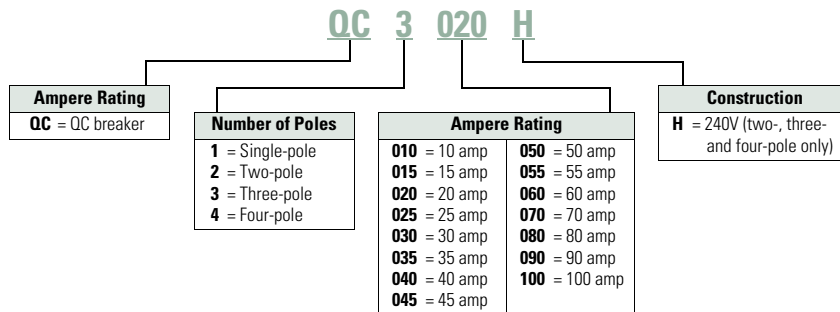 QC 3 020 H
Ampere Rating
QC = QC breaker
Number of Poles
1 = Single-pole
2 = Two-pole
3 = Three-pole
4 = Four-pole
Ampere Rating
010 = 10 amp
015 = 15 amp
020 = 20 amp
025 = 25 amp
030 = 30 amp
035 = 35 amp
040 = 40 amp
045 = 45 amp
050 = 50 amp
055 = 55 amp
060 = 60 amp
070 = 70 amp
080 = 80 amp
090 = 90 amp
100 = 100 amp
Construction
H = 240V (two-, three-
and four-pole only)